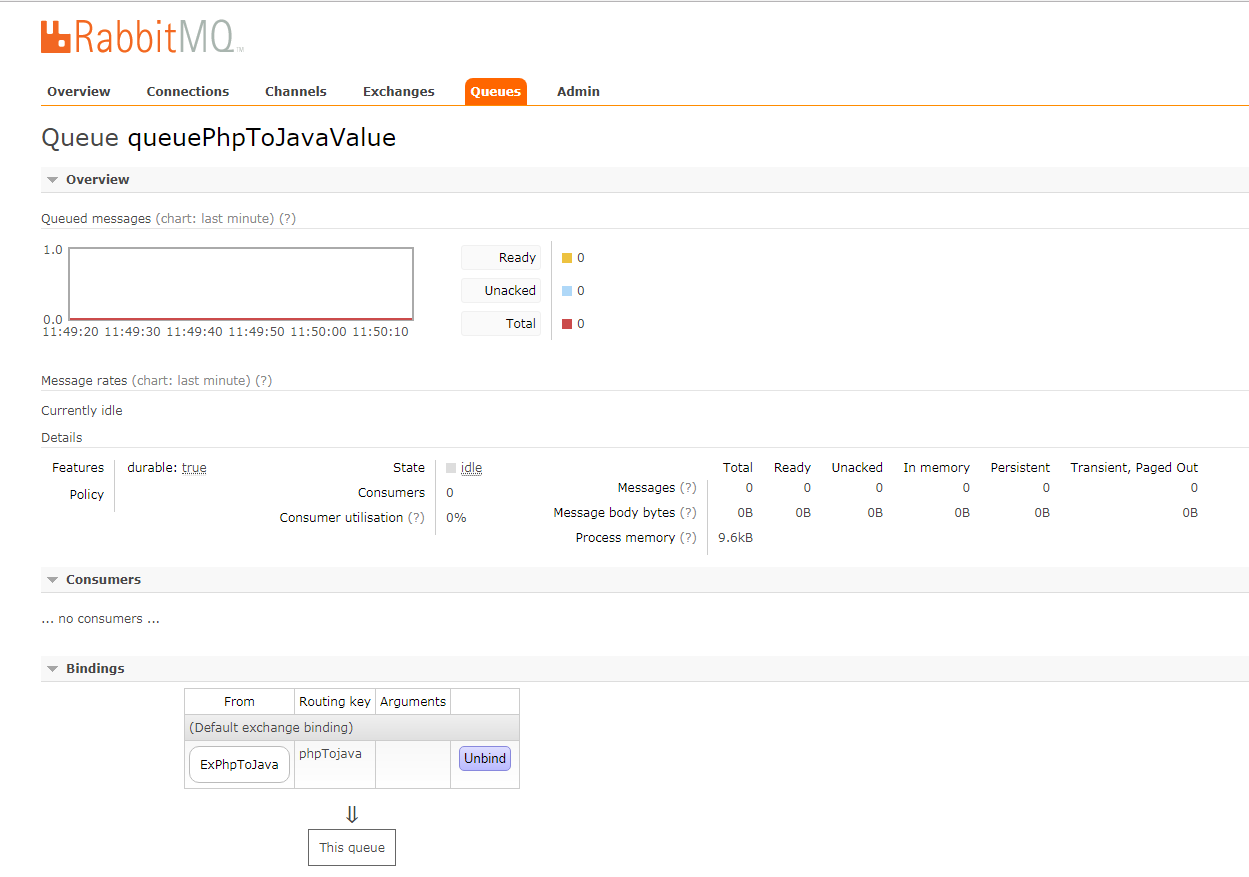 RabbitMQ™
Overview Connections Channels Exchanges Queues Admin
Queue queuePhpToJavaValue
Overview
Queued messages (chart: last minute) (?)
1.0
0.0
11:49:20 11:49:30 11:49:40 11:49:50 11:50:00 11:50:10
Ready 0
Unacked 0
Total 0
Message rates (chart: last minute) (?)
Currently idle
Details
Features durable: true
Policy
State idle
Consumers 0
Consumer utilisation (?) 0%
Total Ready Unacked In memory Persistent Transient, Paged Out
Messages (?) 0 0 0 0 0 0
Message body bytes (?) 0B 0B 0B 0B 0B 0B
Process memory (?) 9.6kB
Consumers
... no consumers ...
Bindings
From Routing key Arguments
(Default exchange binding)
ExPhpToJava phpTojava Unbind
⇓
This queue